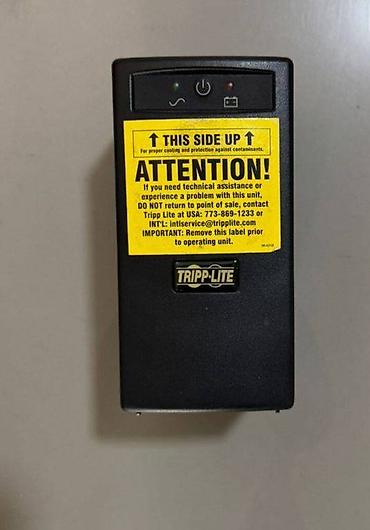 ↑ THIS SIDE UP ↑
For proper cooling and protection against contaminants.
ATTENTION!
If you need technical assistance or
experience a problem with this unit,
DO NOT return to point of sale, contact
Tripp Lite at USA: 773-869-1233 or
INT'L: intlservice@tripplite.com
IMPORTANT: Remove this label prior
to operating unit.
TRIPP·LITE